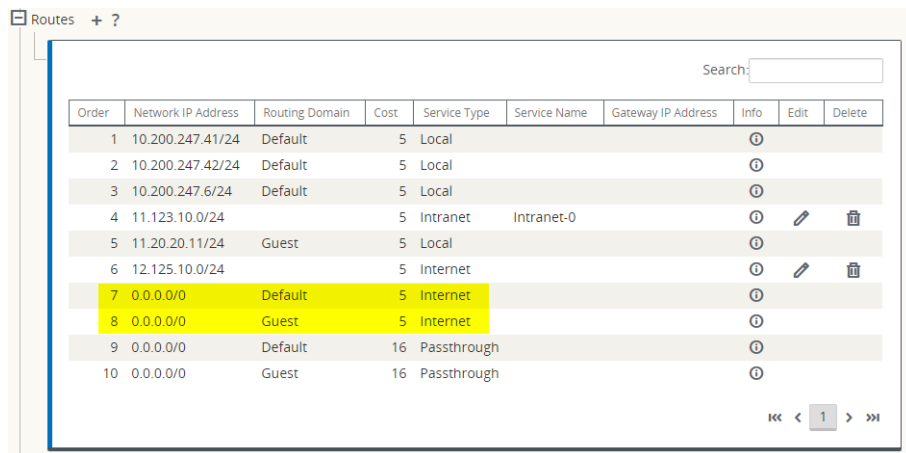 Routes + ?
Search:
Order Network IP Address Routing Domain Cost Service Type Service Name Gateway IP Address Info Edit Delete
1 10.200.247.41/24 Default 5 Local
2 10.200.247.42/24 Default 5 Local
3 10.200.247.6/24 Default 5 Local
4 11.123.10.0/24 5 Intranet Intranet-0
5 11.20.20.11/24 Guest 5 Local
6 12.125.10.0/24 5 Internet
7 0.0.0.0/0 Default 5 Internet
8 0.0.0.0/0 Guest 5 Internet
9 0.0.0.0/0 Default 16 Passthrough
10 0.0.0.0/0 Guest 16 Passthrough
1